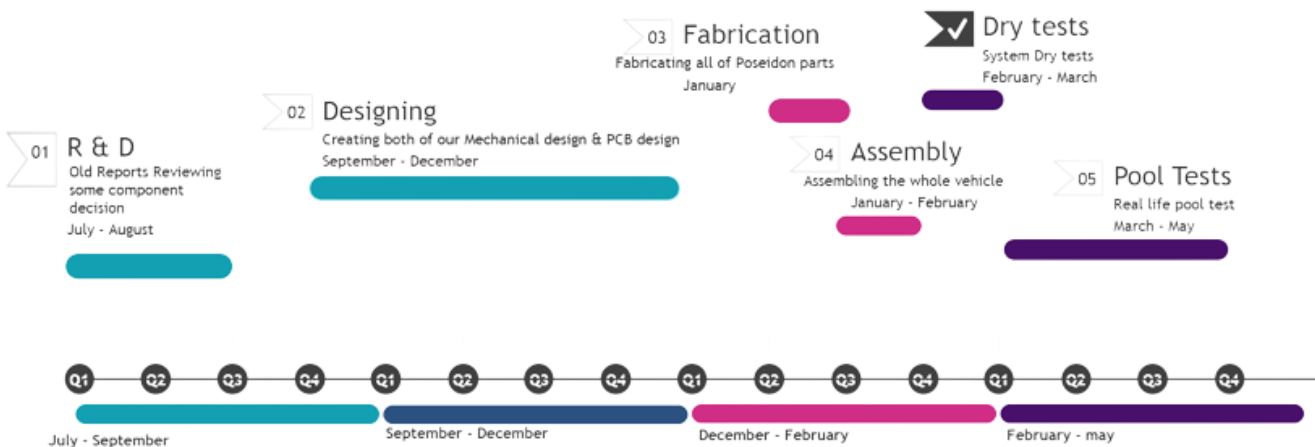 01
R & D
Old Reports Reviewing
some component
decision
July - August
02
Designing
Creating both of our Mechanical design & PCB design
September - December
03
Fabrication
Fabricating all of Poseidon parts
January
04
Assembly
Assembling the whole vehicle
January - February
Dry tests
System Dry tests
February - March
05
Pool Tests
Real life pool test
March - May
Q1 Q2 Q3 Q4 Q1 Q2 Q3 Q4 Q1 Q2 Q3 Q4 Q1 Q2 Q3 Q4
July - September
September - December
December - February
February - may